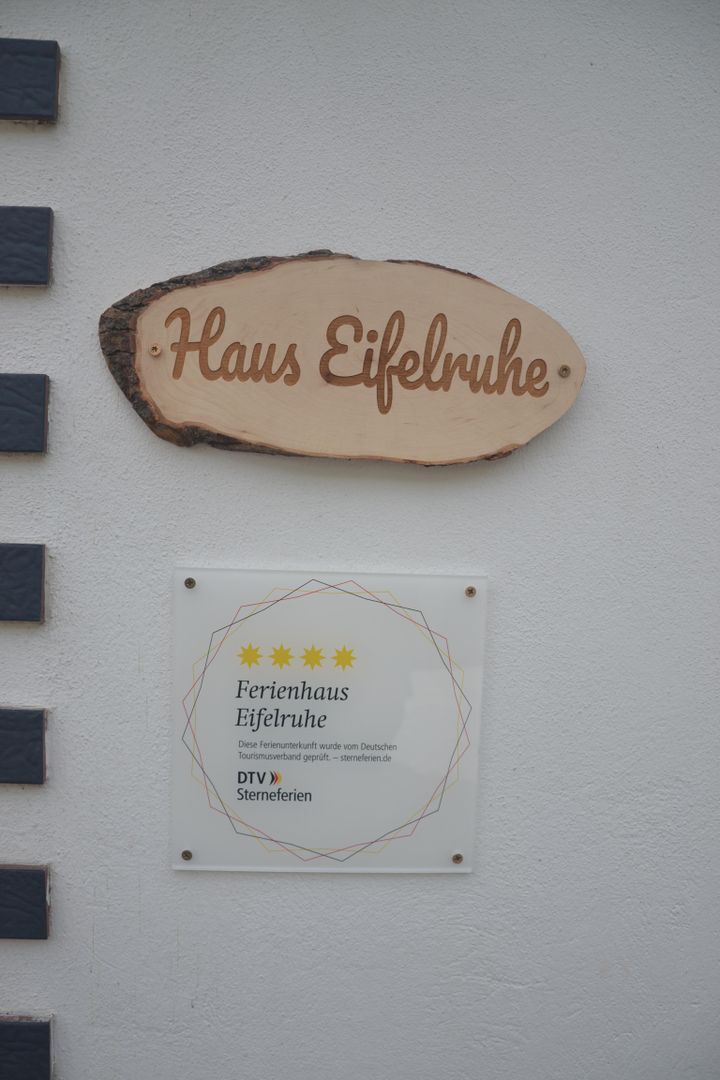 Haus Eifelruhe
Ferienhaus
Eifelruhe
Diese Ferienunterkunft wurde vom Deutschen
Tourismusverband geprüft. – sterneferien.de
DTV
Sterneferien